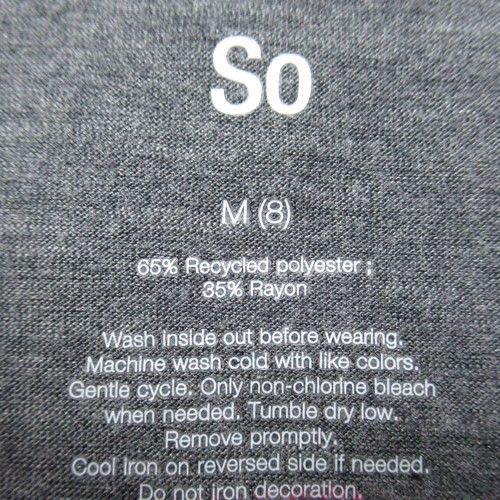 So
M (8)
65% Recycled polyester ;
35% Rayon
Wash inside out before wearing.
Machine wash cold with like colors.
Gentle cycle. Only non-chlorine bleach
when needed. Tumble dry low.
Remove promptly.
Cool iron on reversed side if needed.
Do not iron decoration.